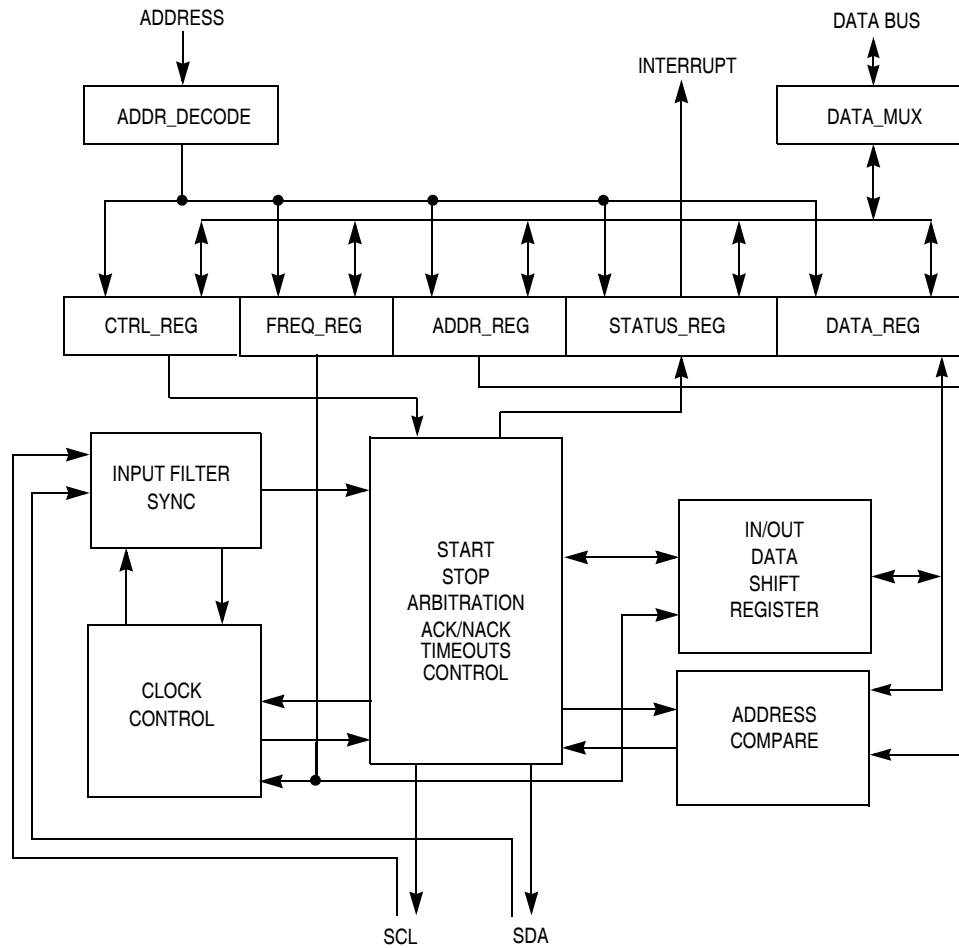 ADDRESS
DATA BUS
INTERRUPT
ADDR_DECODE
DATA_MUX
CTRL_REG
FREQ_REG
ADDR_REG
STATUS_REG
DATA_REG
INPUT FILTER
SYNC
START
STOP
ARBITRATION
ACK/NACK
TIMEOUTS
CONTROL
IN/OUT
DATA
SHIFT
REGISTER
CLOCK
CONTROL
ADDRESS
COMPARE
SCL
SDA